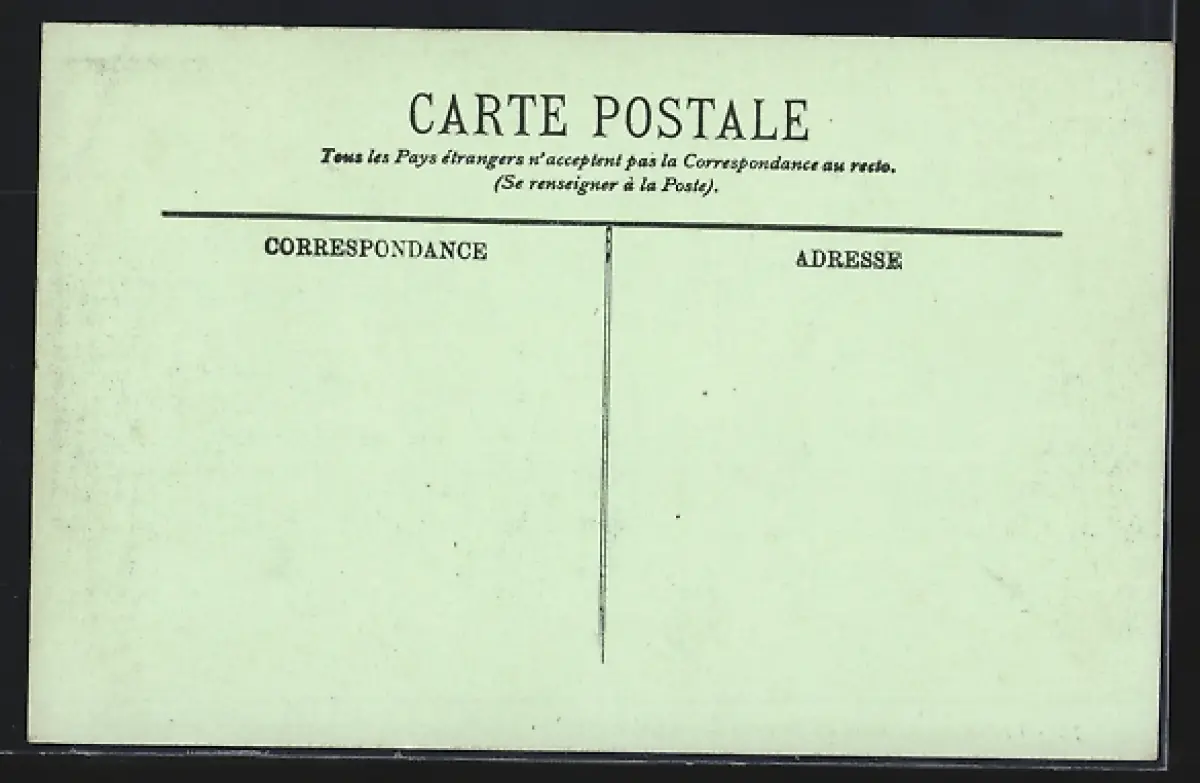 CARTE POSTALE
Tous les Pays étrangers n'acceptent pas la Correspondance au recto.
(Se renseigner à la Poste).
CORRESPONDANCE
ADRESSE